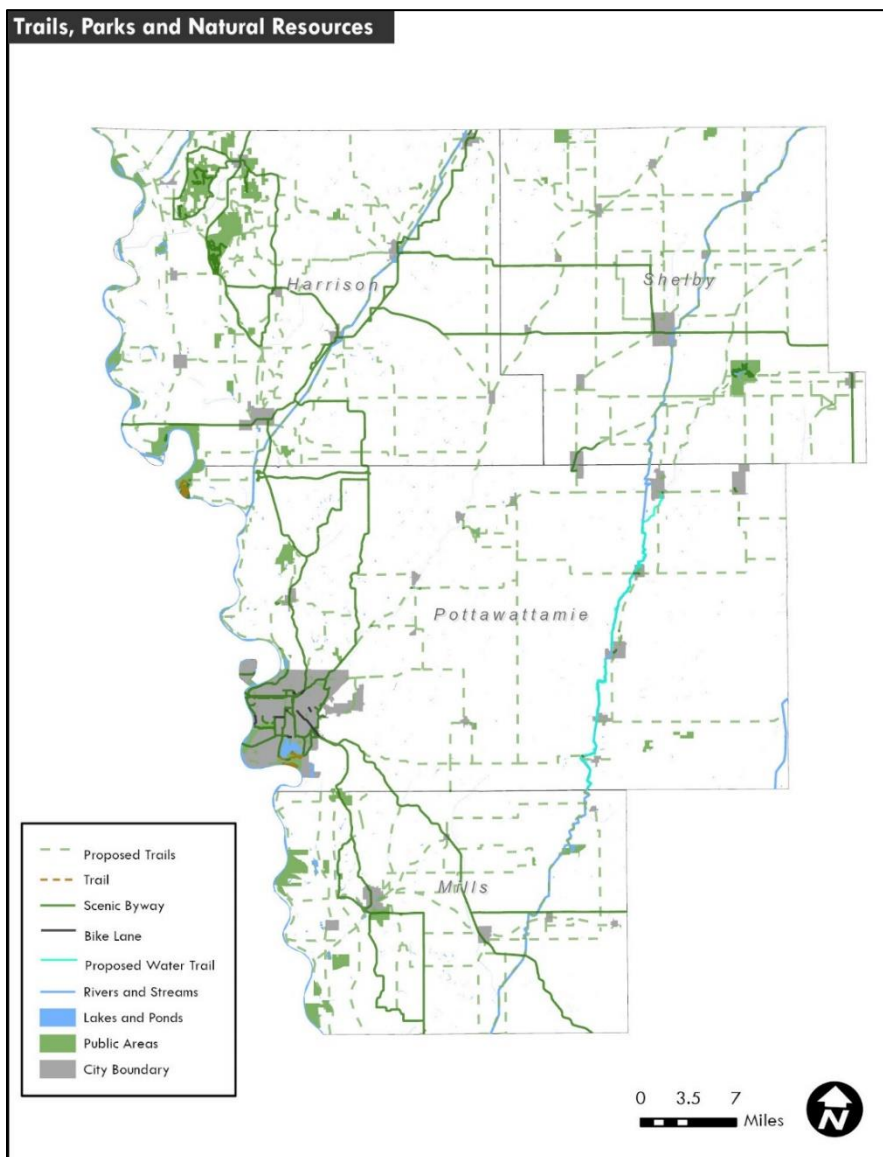 Trails, Parks and Natural Resources
Harrison
Shelby
Pottawattamie
Mills
Proposed Trails
Trail
Scenic Byway
Bike Lane
Proposed Water Trail
Rivers and Streams
Lakes and Ponds
Public Areas
City Boundary
0 3.5 7
Miles
N